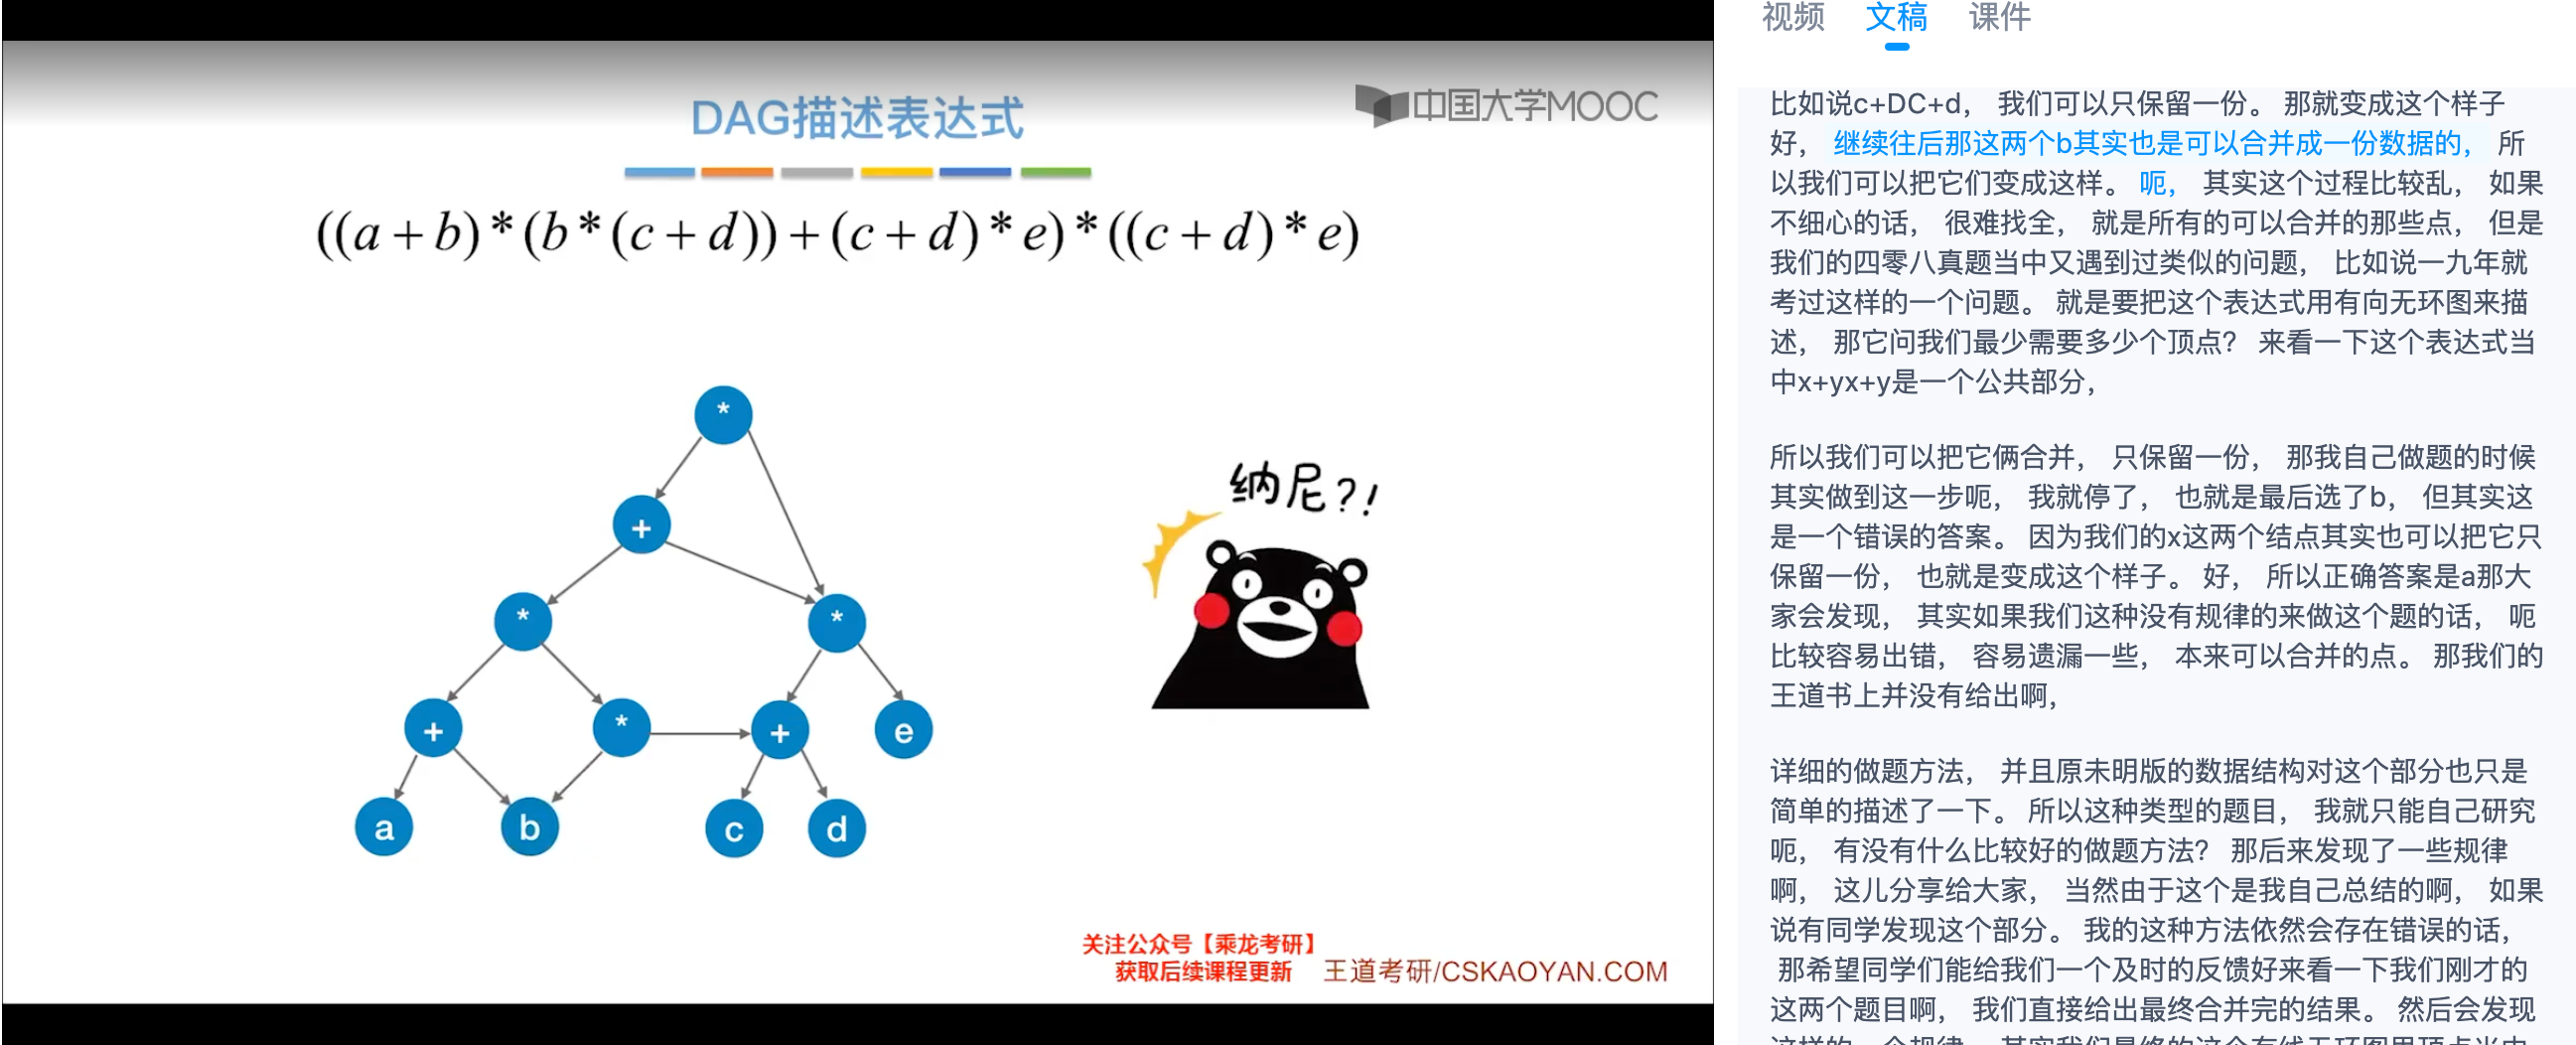 DAG描述表达式
中国大学MOOC
((a+b)*(b*(c+d))+(c+d)*e)*((c+d)*e)
*
+
*
*
+
*
+
e
a
b
c
d
纳尼?!
关注公众号【乘龙考研】
获取后续课程更新
王道考研/CSKAOYAN.COM
视频 文稿 课件
比如说c+DC+d, 我们可以只保留一份。 那就变成这个样子
好, 继续往后那这两个b其实也是可以合并成一份数据的, 所
以我们可以把它们变成这样。 呃, 其实这个过程比较乱, 如果
不细心的话, 很难找全, 就是所有的可以合并的那些点, 但是
我们的四零八真题当中又遇到过类似的问题, 比如说一九年就
考过这样的一个问题。 就是要把这个表达式用有向无环图来描
述, 那它问我们最少需要多少个顶点? 来看一下这个表达式当
中x+yx+y是一个公共部分,
所以我们可以把它俩合并, 只保留一份, 那我自己做题的时候
其实做到这一步呃, 我就停了, 也就是最后选了b, 但其实这
是一个错误的答案。 因为我们的x这两个结点其实也可以把它只
保留一份, 也就是变成这个样子。 好, 所以正确答案是a那大
家会发现, 其实如果我们这种没有规律的来做这个题的话, 呃
比较容易出错, 容易遗漏一些, 本来可以合并的点。 那我们的
王道书上并没有给出啊,
详细的做题方法, 并且原未明版的数据结构对这个部分也只是
简单的描述了一下。 所以这种类型的题目, 我就只能自己研究
呃, 有没有什么比较好的做题方法? 那后来发现了一些规律
啊, 这儿分享给大家, 当然由于这个是我自己总结的啊, 如果
说有同学发现这个部分。 我的这种方法依然会存在错误的话,
那希望同学们能给我们一个及时的反馈好来看一下我们刚才的
这两个题目啊, 我们直接给出最终合并完的结果。 然后会发现